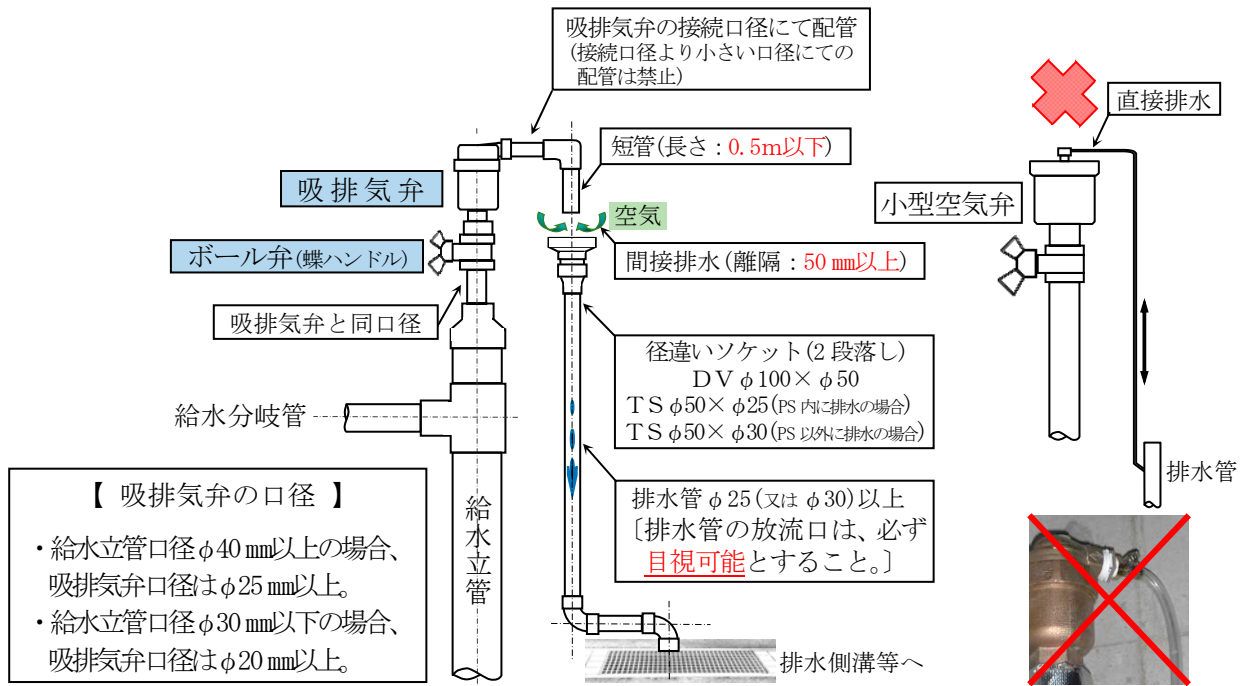 吸排気弁の接続口径にて配管
(接続口径より小さい口径にての
配管は禁止)
短管(長さ：0.5m以下)
吸排気弁
空気
ボール弁(蝶ハンドル)
間接排水(離隔：50㎜以上)
吸排気弁と同口径
径違いソケット(2段落し)
ＤＶφ100×φ50
ＴＳφ50×φ25(PS内に排水の場合)
ＴＳφ50×φ30(PS以外に排水の場合)
給水分岐管
排水管φ25(又はφ30)以上
〔排水管の放流口は、必ず
目視可能とすること。〕
給水立管
排水側溝等へ
【 吸排気弁の口径 】
・給水立管口径φ40㎜以上の場合、
吸排気弁口径はφ25㎜以上。
・給水立管口径φ30㎜以下の場合、
吸排気弁口径はφ20㎜以上。
直接排水
小型空気弁
排水管